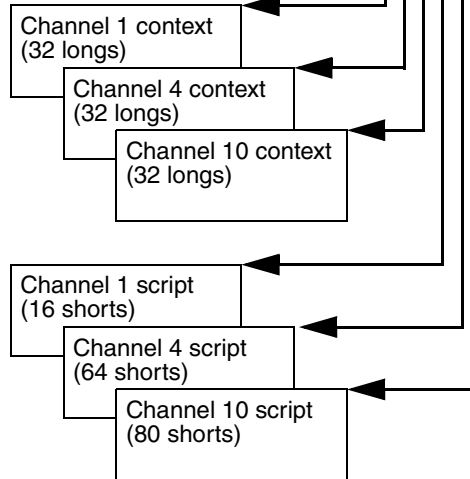 Channel 1 context
(32 longs)
Channel 4 context
(32 longs)
Channel 10 context
(32 longs)
Channel 1 script
(16 shorts)
Channel 4 script
(64 shorts)
Channel 10 script
(80 shorts)